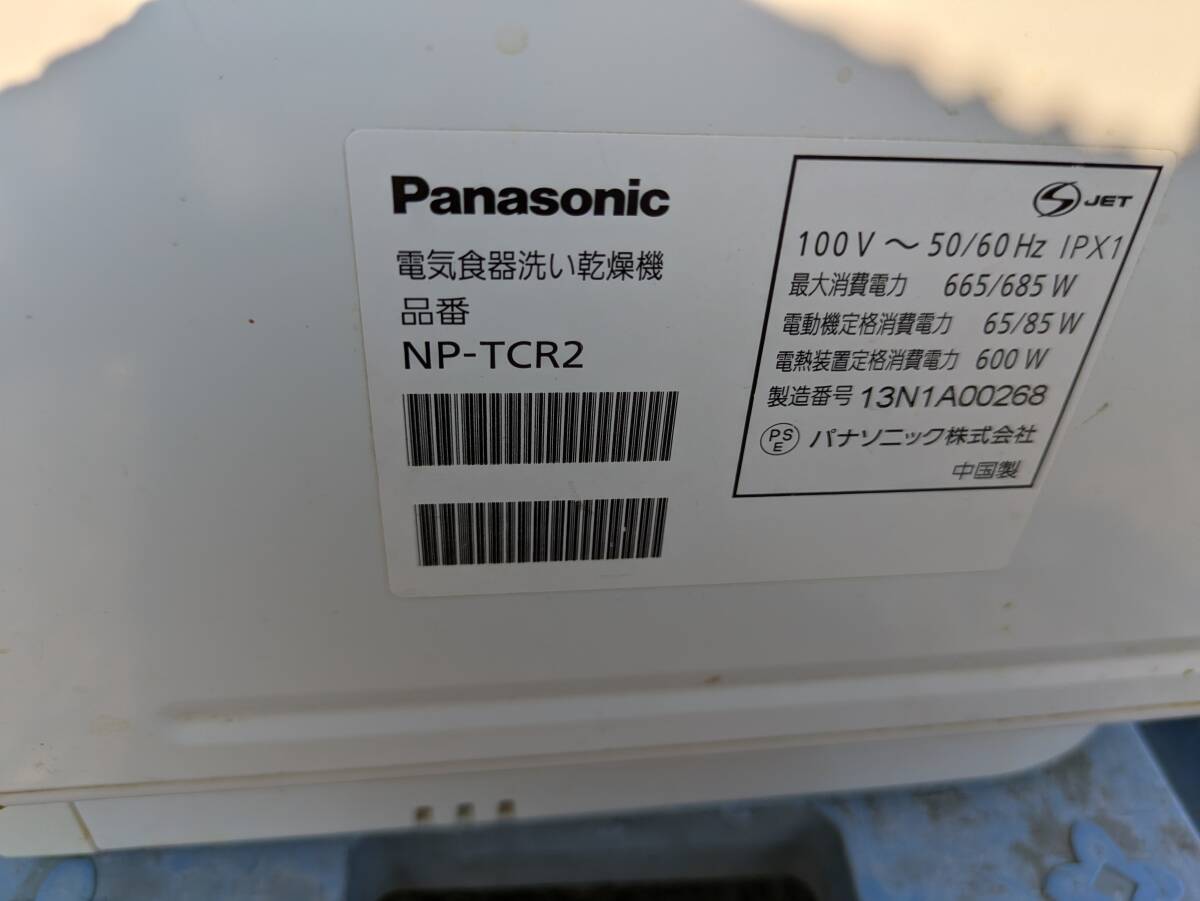 Panasonic
電気食器洗い乾燥機
品番
NP-TCR2
JET
100V～50/60Hz IPX1
最大消費電力 665/685W
電動機定格消費電力 65/85W
電熱装置定格消費電力 600W
製造番号 13N1A00268
PSE パナソニック株式会社
中国製